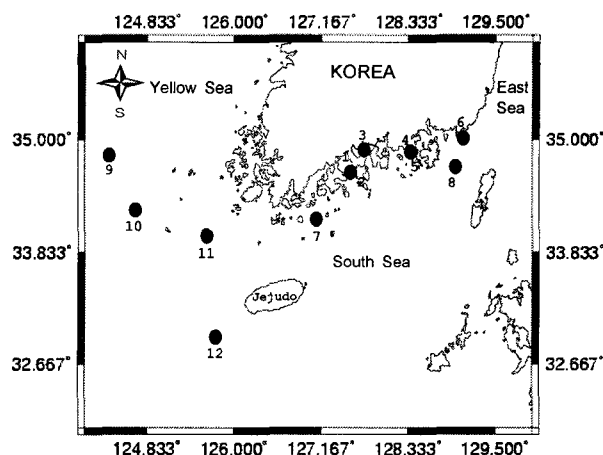 124.833° 126.000° 127.167° 128.333° 129.500°
N
S
Yellow Sea
KOREA
East
Sea
35.000° 35.000°
3 4 6
1 5
9 8
10 7
11
33.833° 33.833°
South Sea
Jejudo
12
32.667° 32.667°
124.833° 126.000° 127.167° 128.333° 129.500°